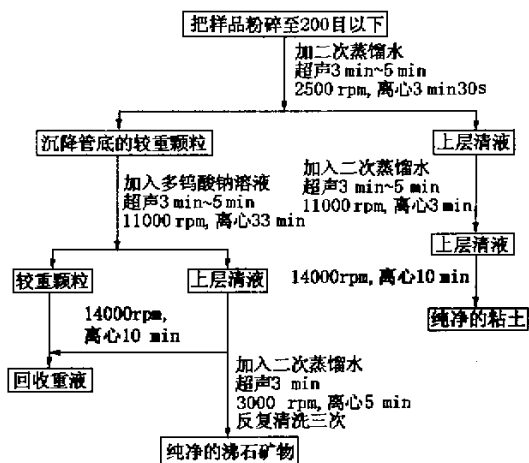 把样品粉碎至200目以下
加二次蒸馏水
超声3 min~5 min
2500 rpm, 离心3 min30s
沉降管底的较重颗粒
上层清液
加入多钨酸钠溶液
超声3 min~5 min
11000 rpm, 离心33 min
加入二次蒸馏水
超声3 min~5 min
11000 rpm, 离心3 min
上层清液
较重颗粒
上层清液
14000rpm, 离心10 min
14000rpm,
离心10 min
纯净的粘土
回收重液
加入二次蒸馏水
超声3 min
3000 rpm, 离心5 min
反复清洗三次
纯净的沸石矿物